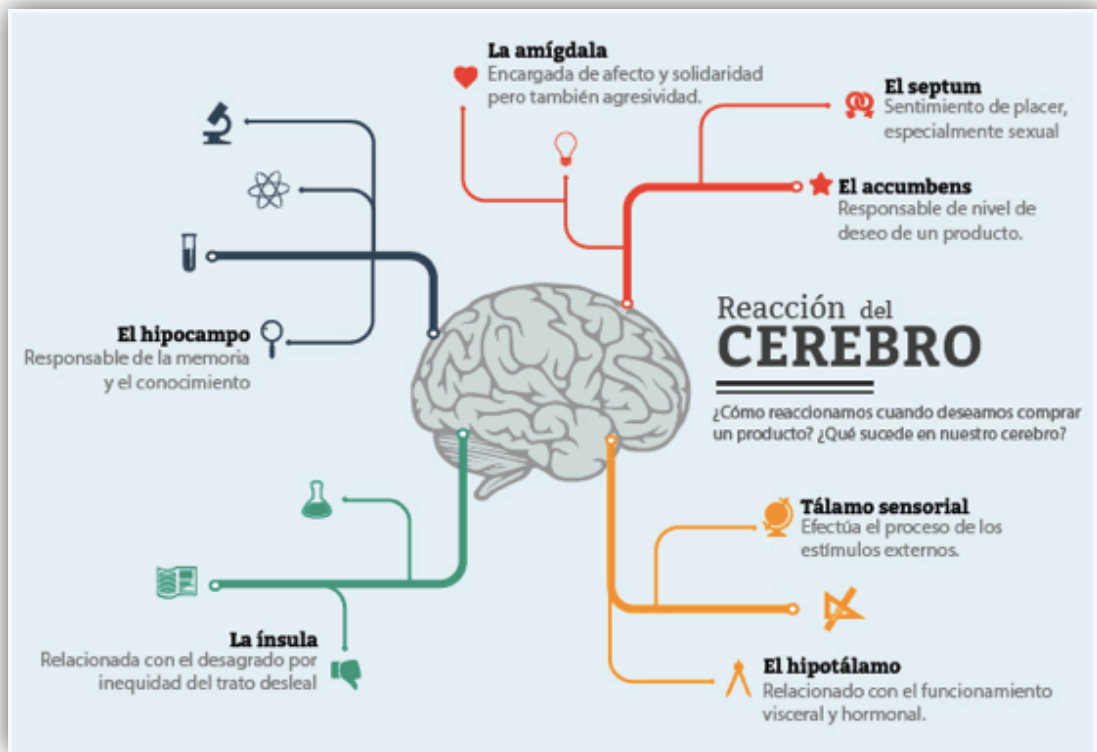 La amígdala
Encargada de afecto y solidaridad
pero también agresividad.
El septum
Sentimiento de placer,
especialmente sexual
El accumbens
Responsable de nivel de
deseo de un producto.
El hipocampo
Responsable de la memoria
y el conocimiento
Reacción del
CEREBRO
¿Cómo reaccionamos cuando deseamos comprar
un producto? ¿Qué sucede en nuestro cerebro?
Tálamo sensorial
Efectúa el proceso de los
estímulos externos.
La ínsula
Relacionada con el desagrado por
inequidad del trato desleal
El hipotálamo
Relacionado con el funcionamiento
visceral y hormonal.